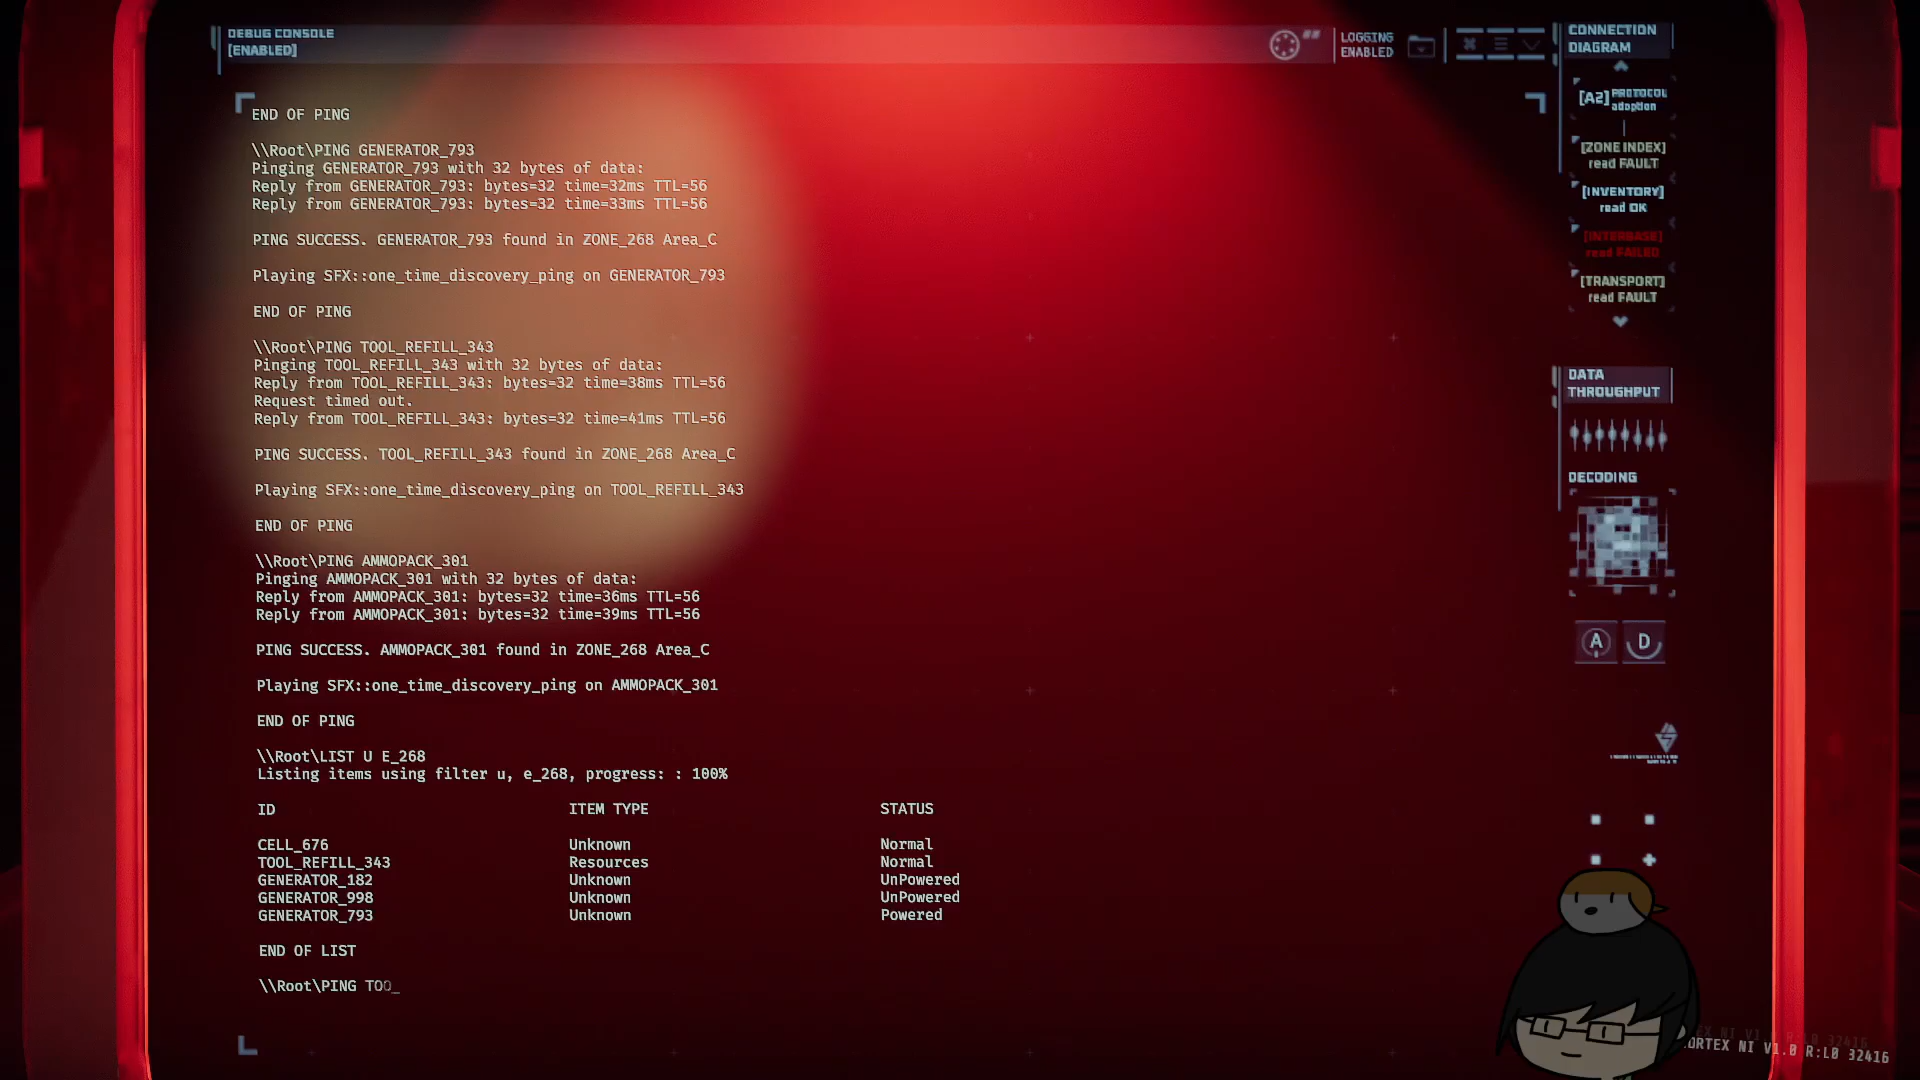 DEBUG CONSOLE
[ENABLED]
LOGGING
ENABLED
END OF PING
\\Root\PING GENERATOR_793
Pinging GENERATOR_793 with 32 bytes of data:
Reply from GENERATOR_793: bytes=32 time=32ms TTL=56
Reply from GENERATOR_793: bytes=32 time=33ms TTL=56
PING SUCCESS. GENERATOR_793 found in ZONE_268 Area_C
Playing SFX::one_time_discovery_ping on GENERATOR_793
END OF PING
\\Root\PING TOOL_REFILL_343
Pinging TOOL_REFILL_343 with 32 bytes of data:
Reply from TOOL_REFILL_343: bytes=32 time=38ms TTL=56
Request timed out.
Reply from TOOL_REFILL_343: bytes=32 time=41ms TTL=56
PING SUCCESS. TOOL_REFILL_343 found in ZONE_268 Area_C
Playing SFX::one_time_discovery_ping on TOOL_REFILL_343
END OF PING
\\Root\PING AMMOPACK_301
Pinging AMMOPACK_301 with 32 bytes of data:
Reply from AMMOPACK_301: bytes=32 time=36ms TTL=56
Reply from AMMOPACK_301: bytes=32 time=39ms TTL=56
PING SUCCESS. AMMOPACK_301 found in ZONE_268 Area_C
Playing SFX::one_time_discovery_ping on AMMOPACK_301
END OF PING
\\Root\LIST U E_268
Listing items using filter u, e_268, progress: : 100%
ID ITEM TYPE STATUS
CELL_676 Unknown Normal
TOOL_REFILL_343 Resources Normal
GENERATOR_182 Unknown UnPowered
GENERATOR_998 Unknown UnPowered
GENERATOR_793 Unknown Powered
END OF LIST
\\Root\PING TOO_
CONNECTION
DIAGRAM
[A2] PROTOCOL
adoption
[ZONE INDEX]
read FAULT
[INVENTORY]
read OK
[INTERBASE]
read FAILED
[TRANSPORT]
read FAULT
DATA
THROUGHPUT
DECODING
A D
NI V1.0 R:L0 32416